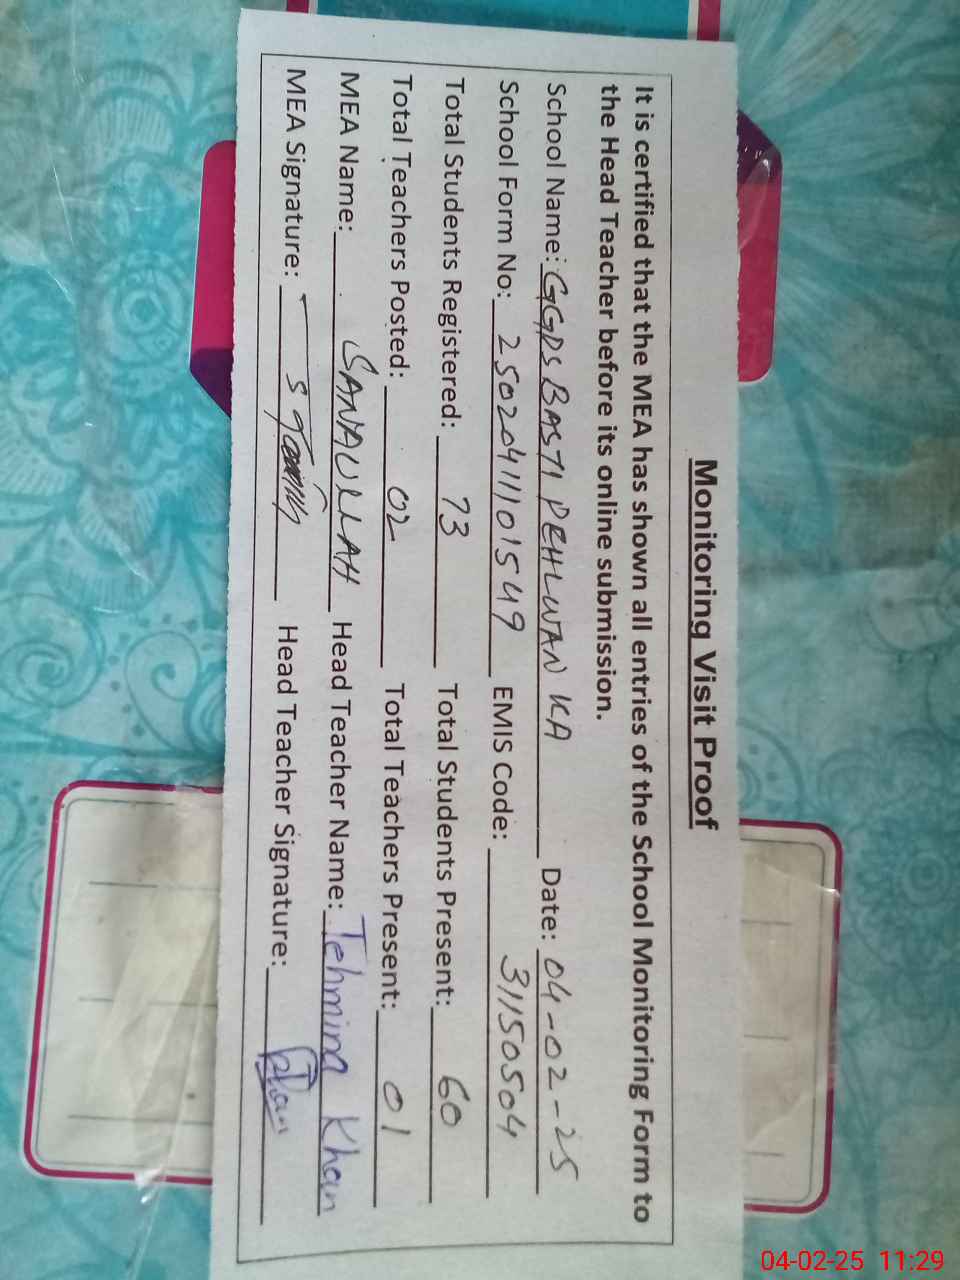 Monitoring Visit Proof
It is certified that the MEA has shown all entries of the School Monitoring Form to
the Head Teacher before its online submission.
School Name: GGPS BASTI PEHLWAN KA Date: 04-02-25
School Form No: 25020411101549 EMIS Code: 31150504
Total Students Registered: 73 Total Students Present: 60
Total Teachers Posted: 02 Total Teachers Present: 01
MEA Name: SANAULLAH Head Teacher Name: Tehmina Khan
MEA Signature: Head Teacher Signature: Khan
04-02-25 11:29